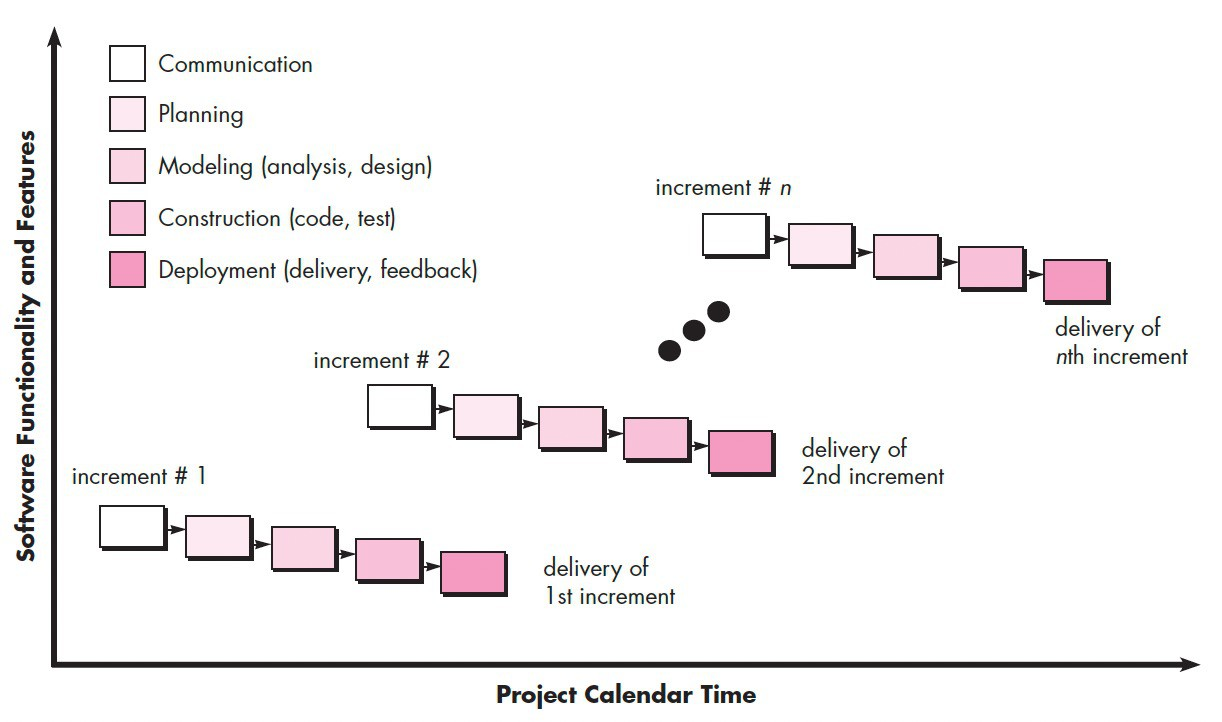 Software Functionality and Features
Communication
Planning
Modeling (analysis, design)
Construction (code, test)
Deployment (delivery, feedback)
increment # n
delivery of
nth increment
increment # 2
delivery of
2nd increment
increment # 1
delivery of
1st increment
Project Calendar Time